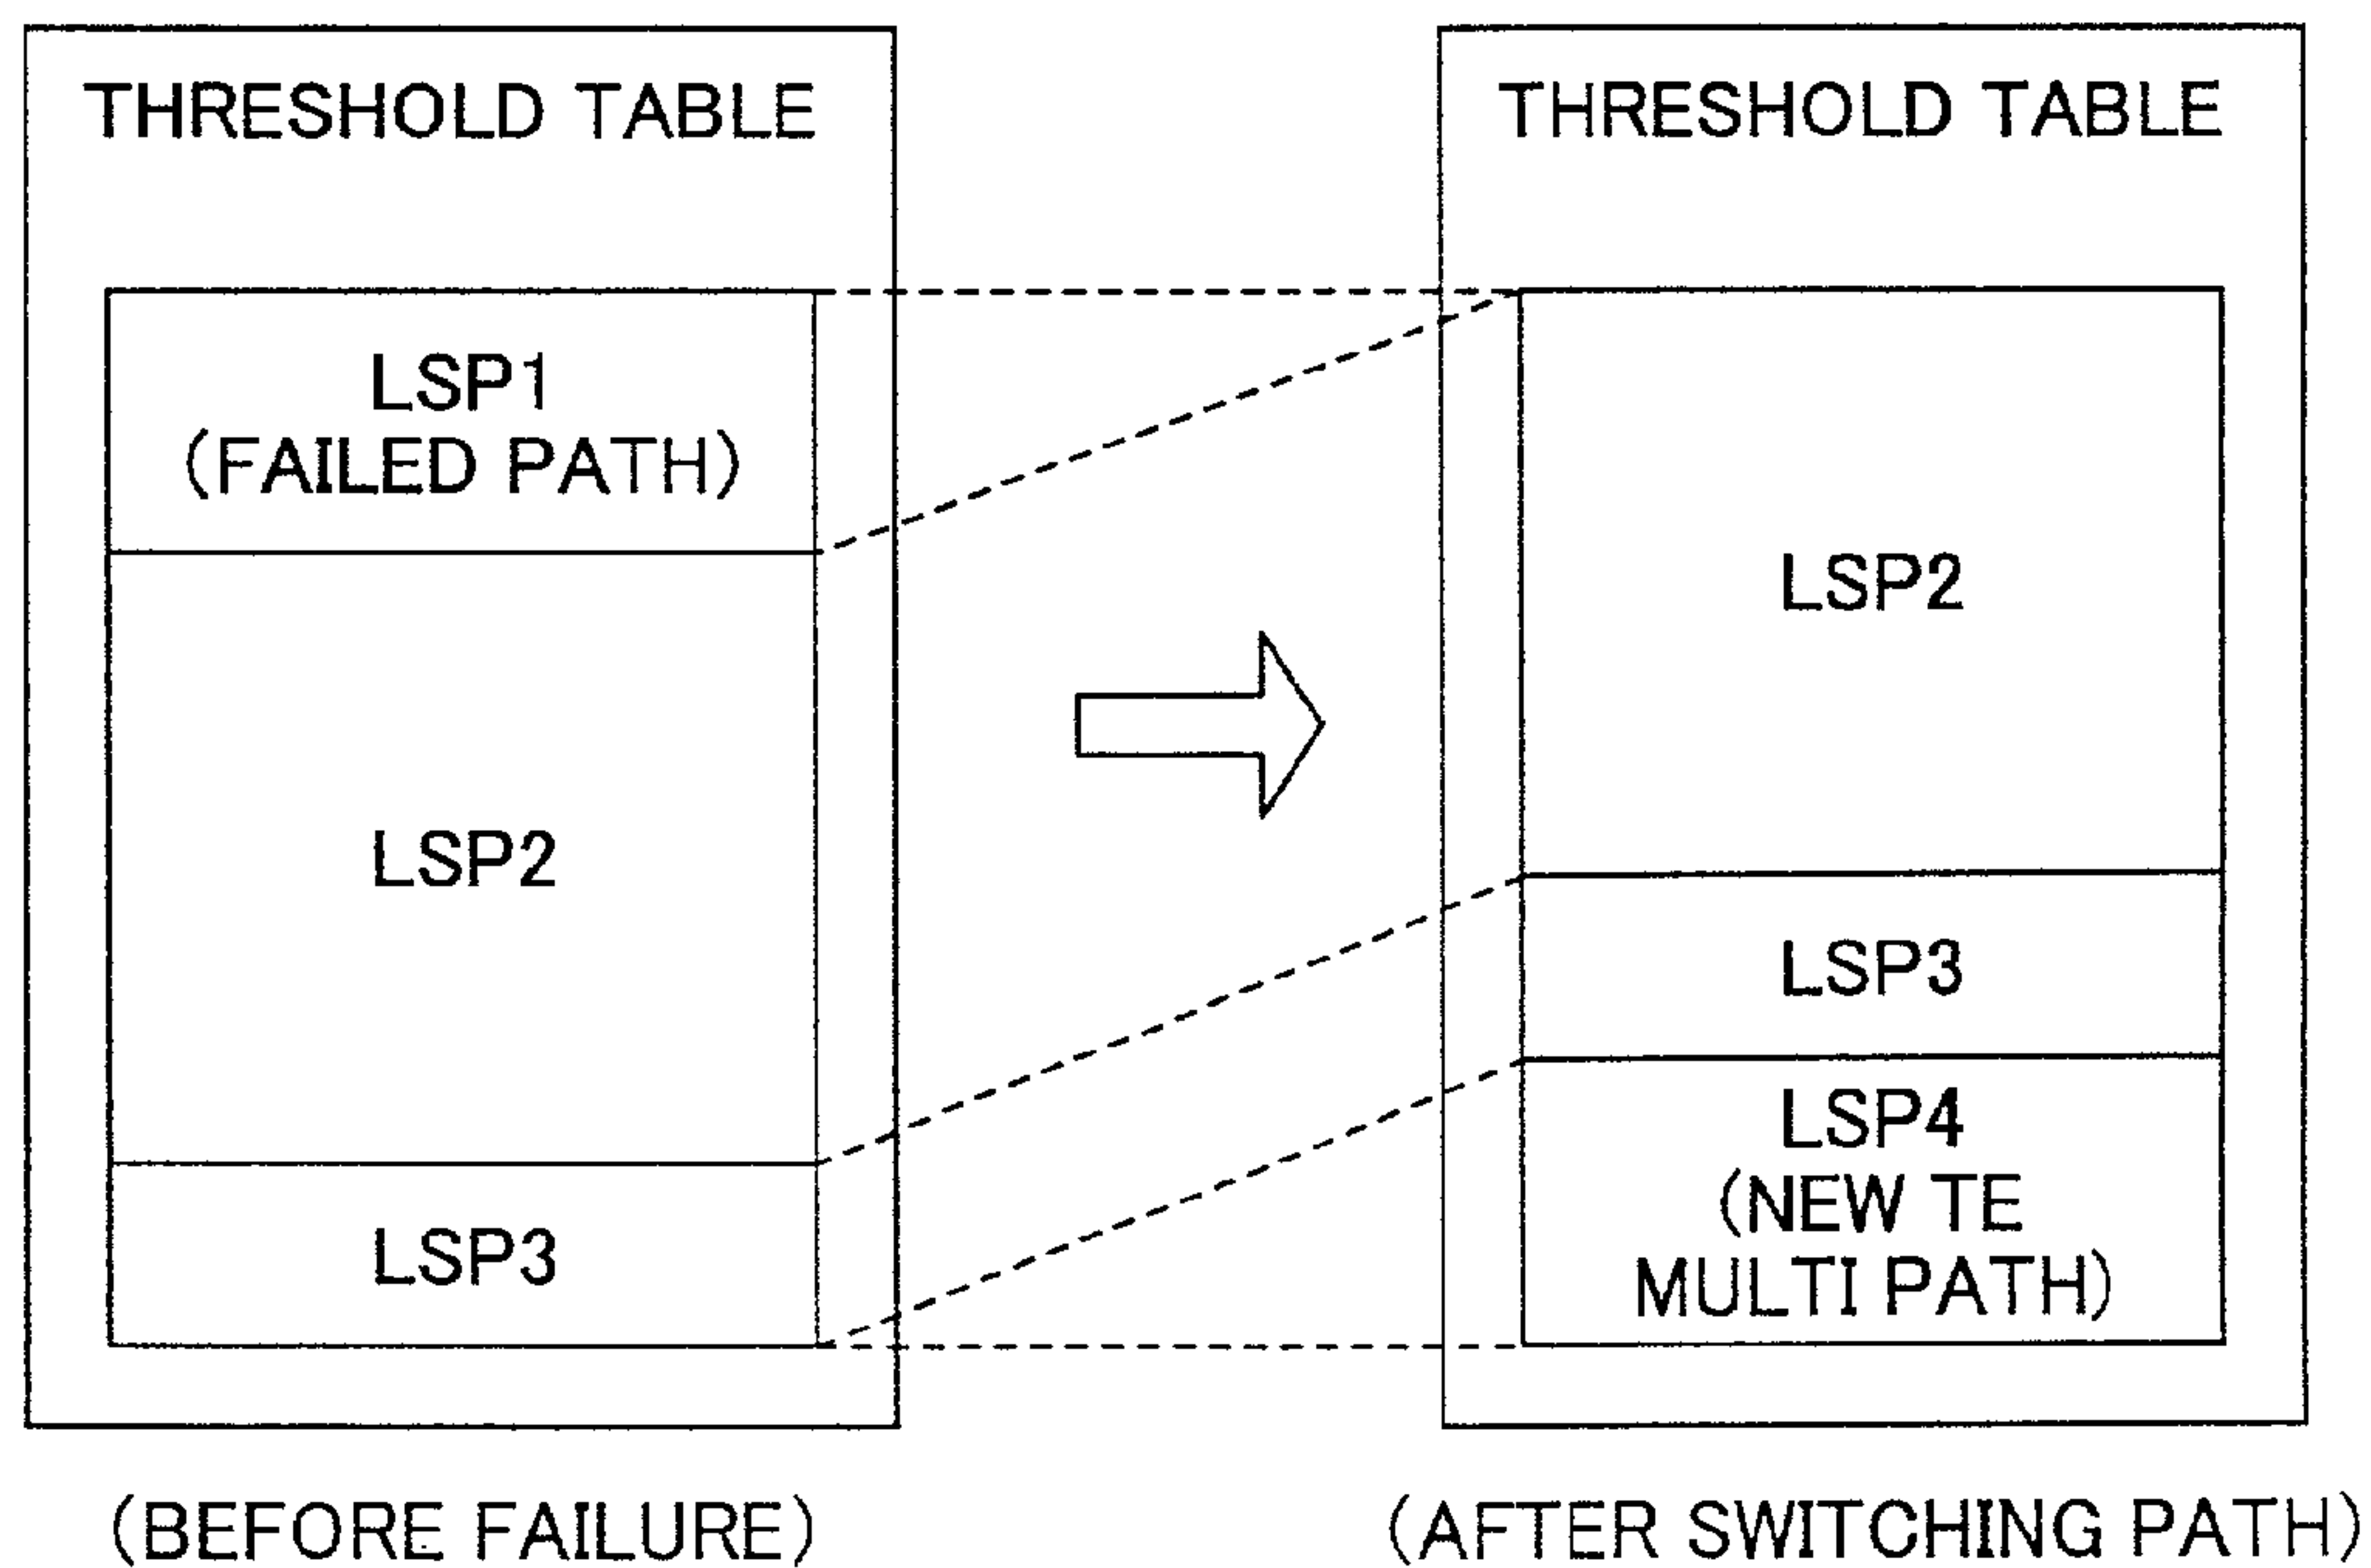 THRESHOLD TABLE
LSP1
(FAILED PATH)
LSP2
LSP3
(BEFORE FAILURE)
THRESHOLD TABLE
LSP2
LSP3
LSP4
(NEW TE
MULTI PATH)
(AFTER SWITCHING PATH)